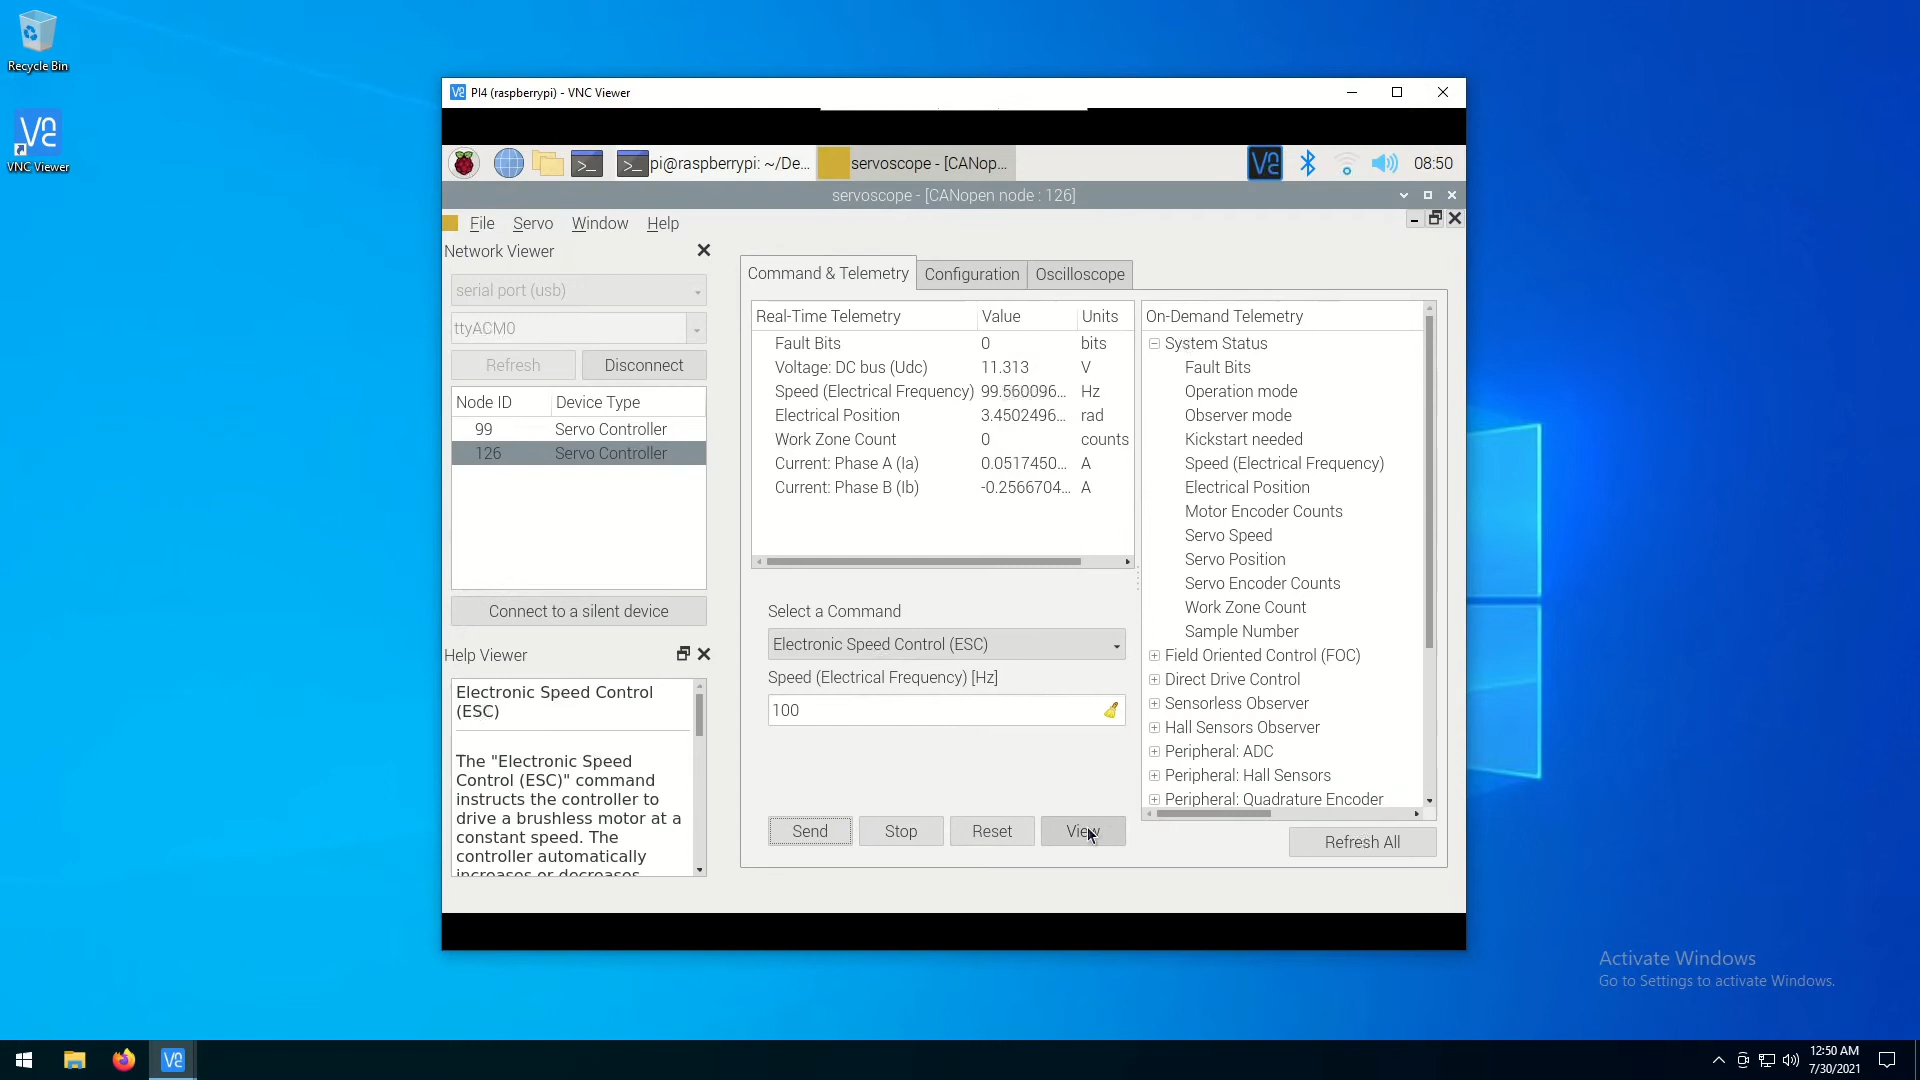 Recycle Bin
VNC Viewer
PI4 (raspberrypi) - VNC Viewer
pi@raspberrypi: ~/De...
servoscope - [CANop...
08:50
servoscope - [CANopen node : 126]
File Servo Window Help
Network Viewer
serial port (usb)
ttyACM0
Refresh Disconnect
Node ID Device Type
99 Servo Controller
126 Servo Controller
Connect to a silent device
Help Viewer
Electronic Speed Control
(ESC)
The "Electronic Speed
Control (ESC)" command
instructs the controller to
drive a brushless motor at a
constant speed. The
controller automatically
increases or decreases
Command & Telemetry Configuration Oscilloscope
Real-Time Telemetry Value Units
Fault Bits 0 bits
Voltage: DC bus (Udc) 11.313 V
Speed (Electrical Frequency) 99.560096... Hz
Electrical Position 3.4502496... rad
Work Zone Count 0 counts
Current: Phase A (Ia) 0.0517450... A
Current: Phase B (Ib) -0.2566704... A
Select a Command
Electronic Speed Control (ESC)
Speed (Electrical Frequency) [Hz]
100
Send Stop Reset View
On-Demand Telemetry
System Status
Fault Bits
Operation mode
Observer mode
Kickstart needed
Speed (Electrical Frequency)
Electrical Position
Motor Encoder Counts
Servo Speed
Servo Position
Servo Encoder Counts
Work Zone Count
Sample Number
Field Oriented Control (FOC)
Direct Drive Control
Sensorless Observer
Hall Sensors Observer
Peripheral: ADC
Peripheral: Hall Sensors
Peripheral: Quadrature Encoder
Refresh All
Activate Windows
Go to Settings to activate Windows.
12:50 AM
7/30/2021